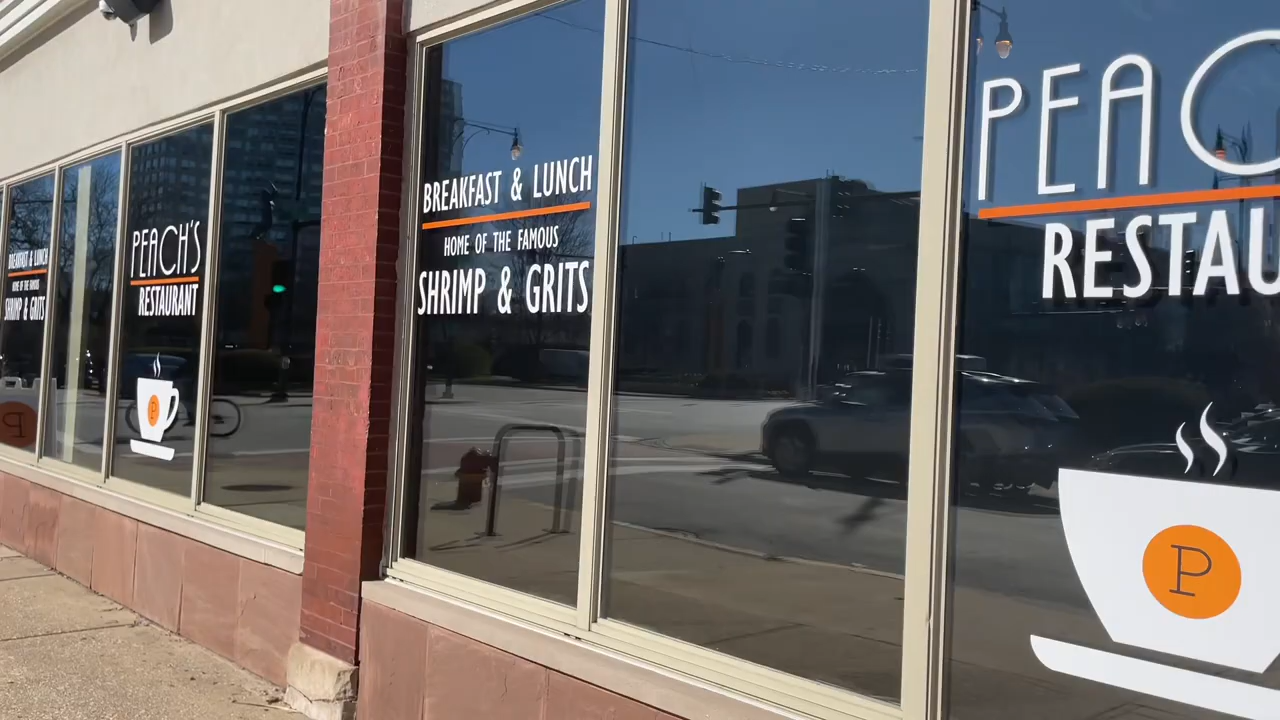 BREAKFAST & LUNCH
HOME OF THE FAMOUS
SHRIMP & GRITS
PEACH'S
RESTAURANT
P
BREAKFAST & LUNCH
HOME OF THE FAMOUS
SHRIMP & GRITS
PEAC
RESTAU
P
P